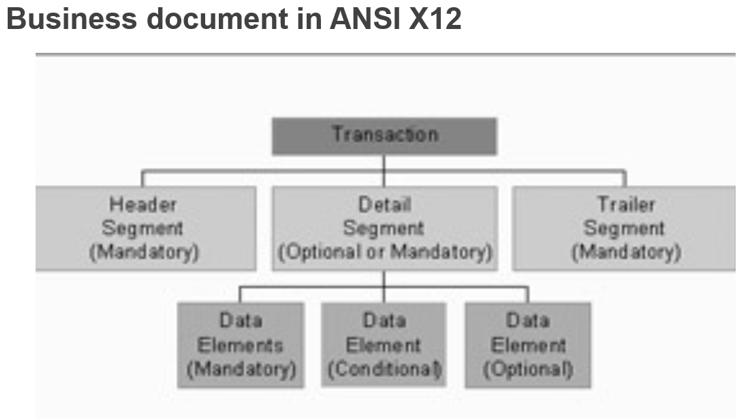 Business document in ANSI X12
Transaction
Header
Segment
(Mandatory)
Detail
Segment
(Optional or Mandatory)
Trailer
Segment
(Mandatory)
Data
Elements
(Mandatory)
Data
Element
(Conditional)
Data
Element
(Optional)